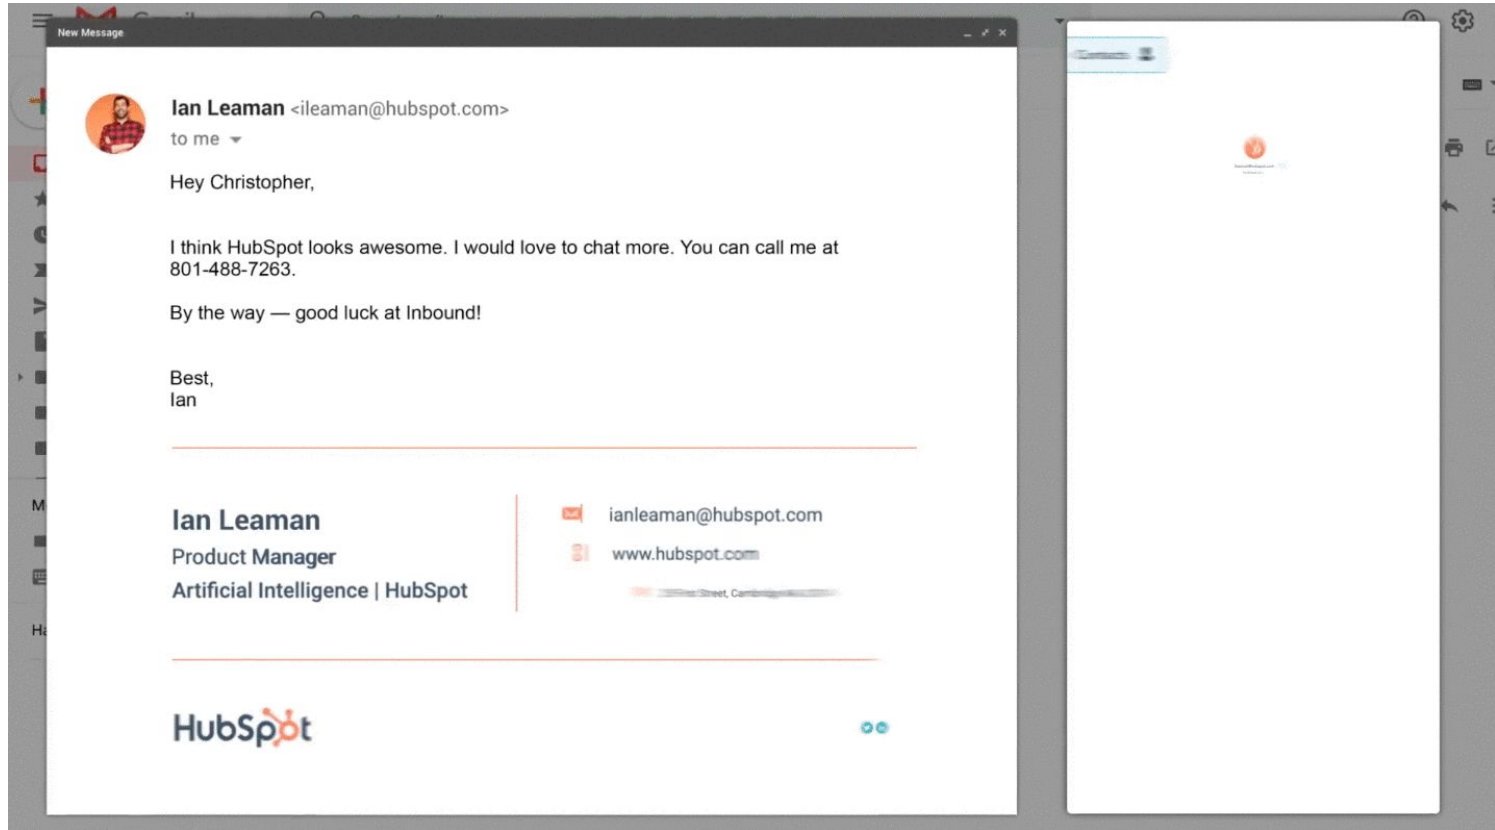 New Message
Ian Leaman <ileaman@hubspot.com>
to me
Hey Christopher,
I think HubSpot looks awesome. I would love to chat more. You can call me at
801-488-7263.
By the way — good luck at Inbound!
Best,
Ian
Ian Leaman
Product Manager
Artificial Intelligence | HubSpot
ianleaman@hubspot.com
www.hubspot.com
Street,
HubSpot